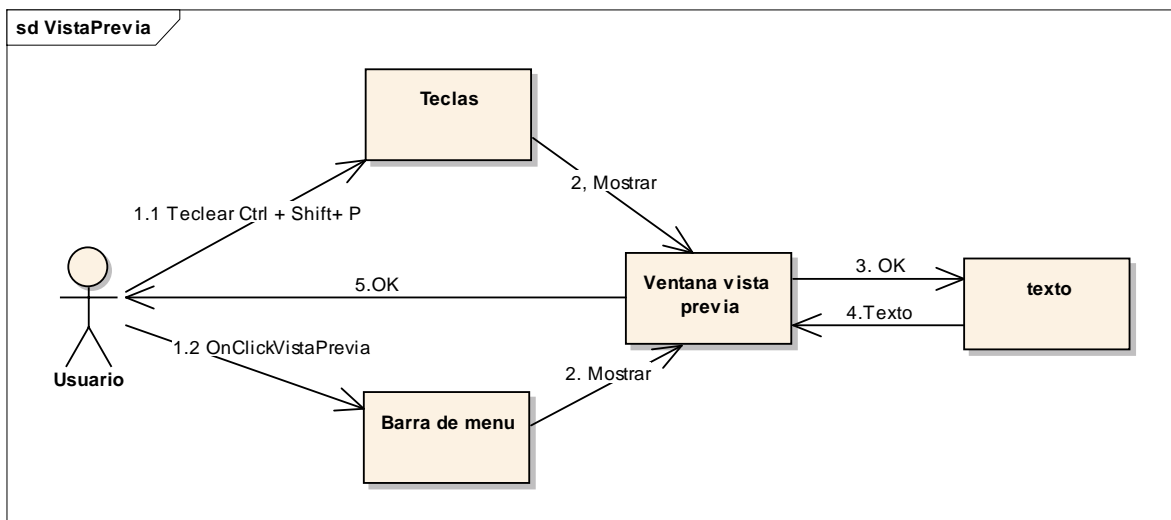 sd VistaPrevia
Teclas
2, Mostrar
1.1 Teclear Ctrl + Shift+ P
Ventana vista
previa
3. OK
texto
5.OK
4.Texto
1.2 OnClickVistaPrevia
2. Mostrar
Usuario
Barra de menu